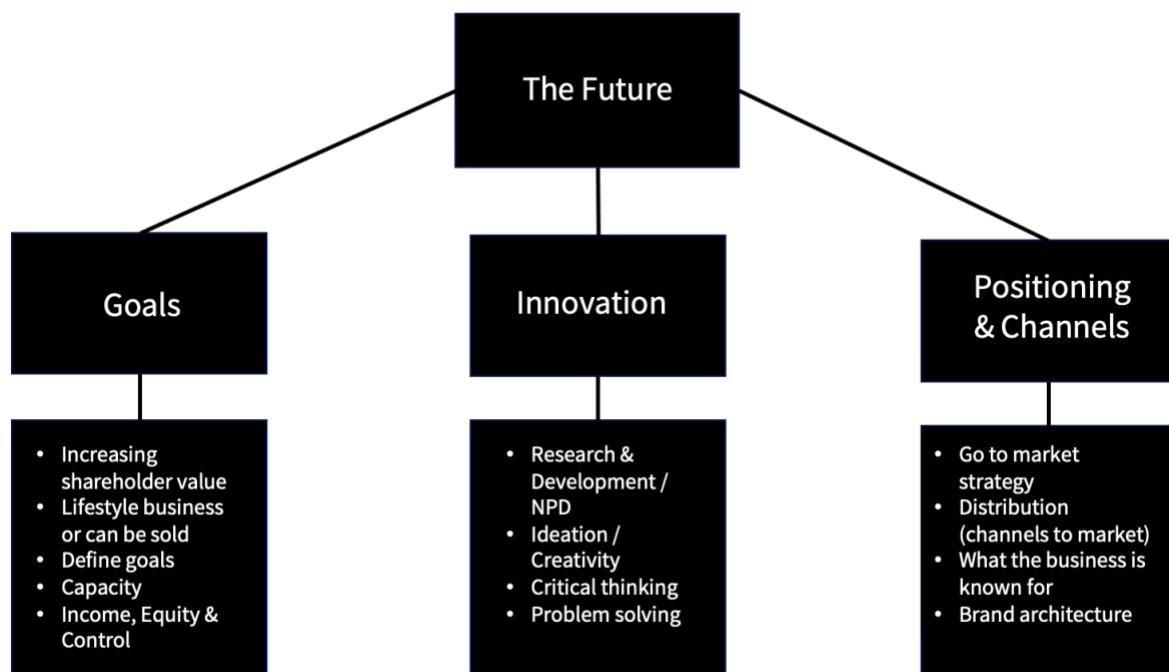 The Future
Goals
Innovation
Positioning
& Channels
• Increasing
shareholder value
• Lifestyle business
or can be sold
• Define goals
• Capacity
• Income, Equity &
Control
• Research &
Development /
NPD
• Ideation /
Creativity
• Critical thinking
• Problem solving
• Go to market
strategy
• Distribution
(channels to market)
• What the business is
known for
• Brand architecture